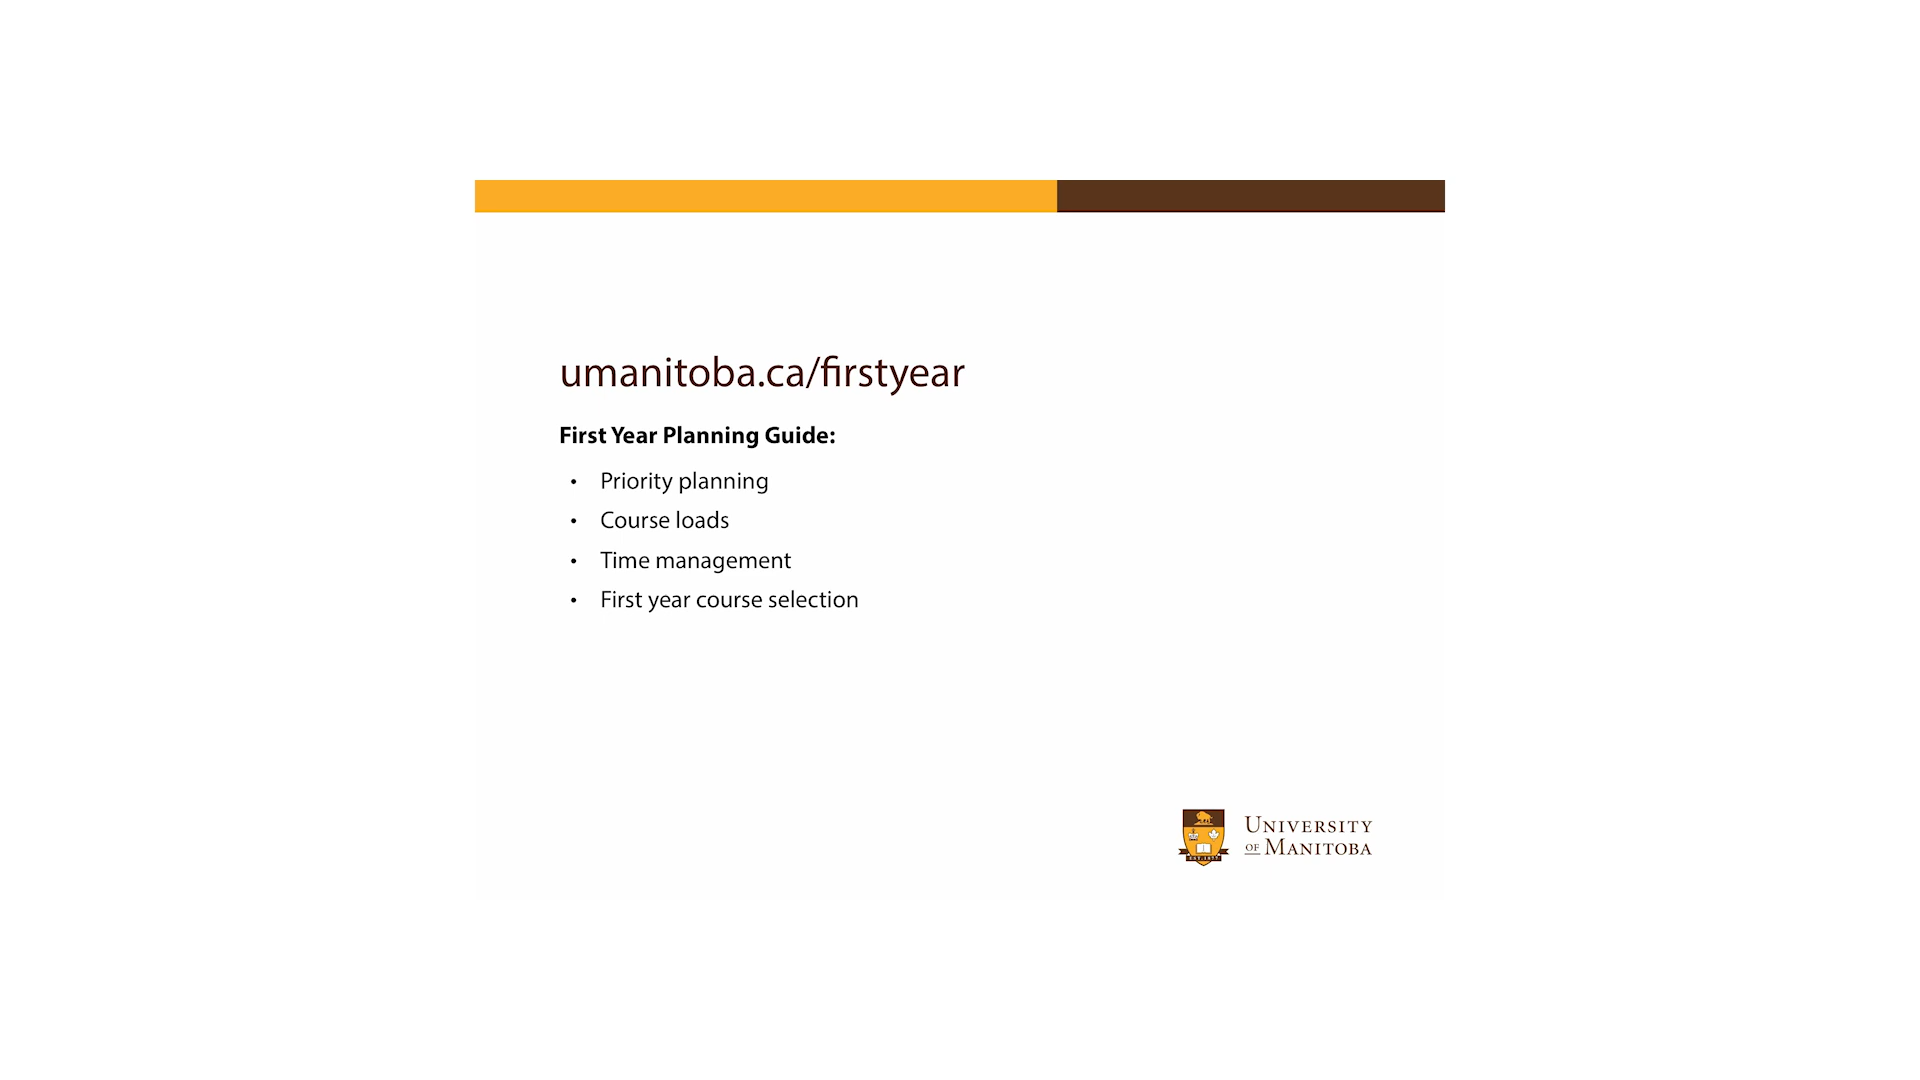 umanitoba.ca/firstyear
First Year Planning Guide:
• Priority planning
• Course loads
• Time management
• First year course selection
UNIVERSITY
OF MANITOBA